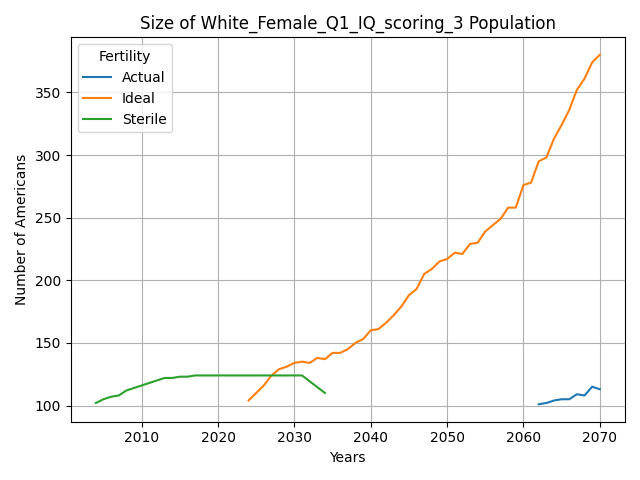 Size of White_Female_Q1_IQ_scoring_3 Population
Fertility
Actual
Ideal
Sterile
Number of Americans
350
300
250
200
150
100
2010 2020 2030 2040 2050 2060 2070
Years